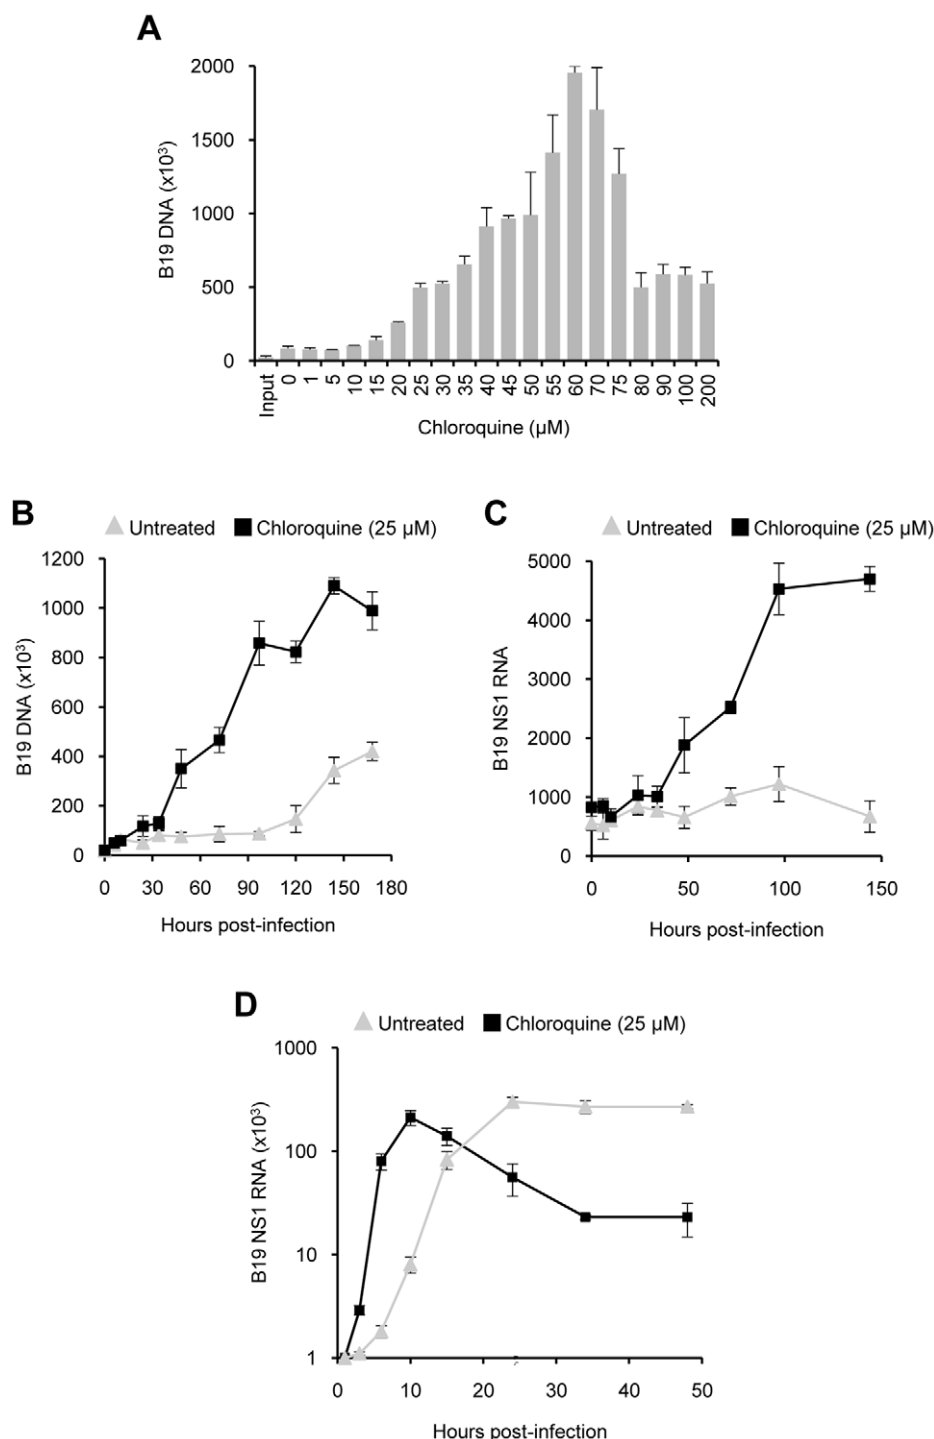 A
B19 DNA (x10³)
2000
1500
1000
500
0
Input 0 1 5 10 15 20 25 30 35 40 45 50 55 60 70 75 80 90 100 200
Chloroquine (µM)
B
Untreated Chloroquine (25 µM)
B19 DNA (x10³)
1200
1000
800
600
400
200
0
0 30 60 90 120 150 180
Hours post-infection
C
Untreated Chloroquine (25 µM)
B19 NS1 RNA
5000
4000
3000
2000
1000
0
0 50 100 150
Hours post-infection
D
Untreated Chloroquine (25 µM)
B19 NS1 RNA (x10³)
1000
100
10
1
0 10 20 30 40 50
Hours post-infection